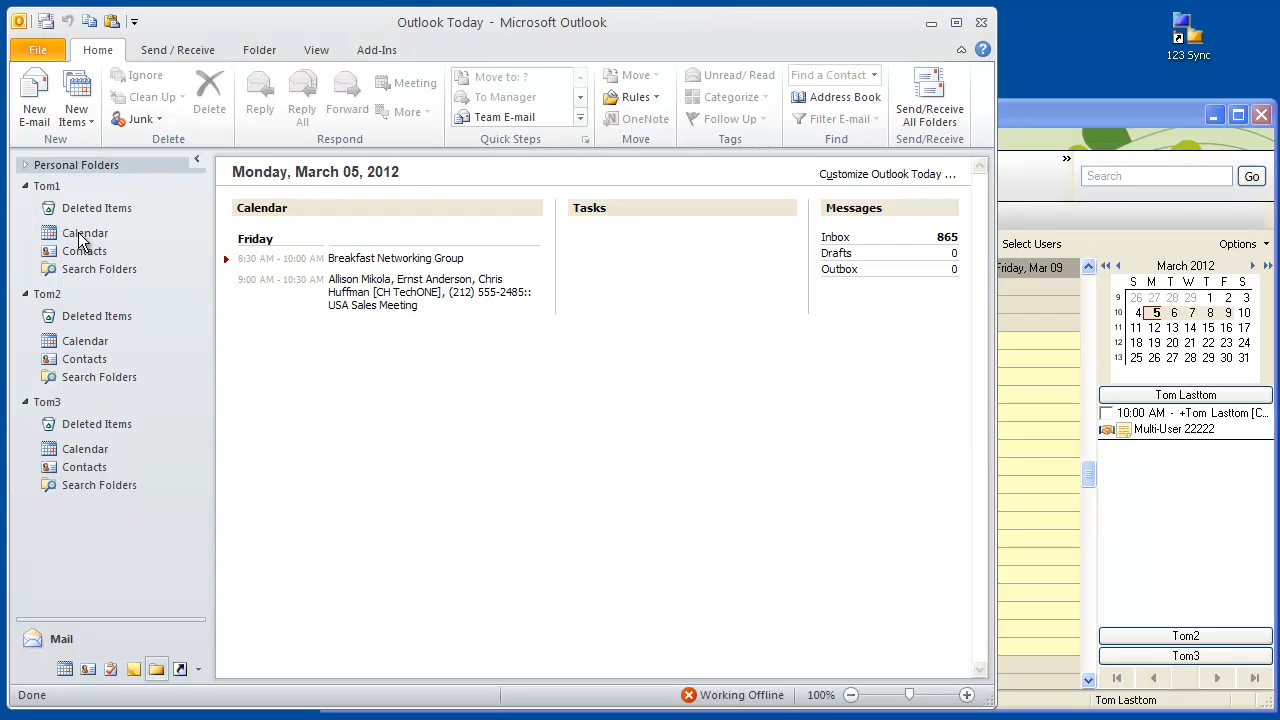 Outlook Today - Microsoft Outlook
File Home Send / Receive Folder View Add-Ins
New E-mail
New Items
New
Ignore
Clean Up
Junk
Delete
Delete
Reply
Reply All
Forward
Meeting
More
Respond
Move to: ?
To Manager
Team E-mail
Quick Steps
Move
Rules
OneNote
Move
Unread/ Read
Categorize
Follow Up
Tags
Find a Contact
Address Book
Filter E-mail
Find
Send/Receive
All Folders
Send/Receive
Personal Folders
Tom1
Deleted Items
Calendar
Contacts
Search Folders
Tom2
Deleted Items
Calendar
Contacts
Search Folders
Tom3
Deleted Items
Calendar
Contacts
Search Folders
Mail
Monday, March 05, 2012
Customize Outlook Today ...
Calendar
Friday
8:30 AM - 10:00 AM Breakfast Networking Group
9:00 AM - 10:30 AM Allison Mikola, Ernst Anderson, Chris
Huffman [CH TechONE], (212) 555-2485::
USA Sales Meeting
Tasks
Messages
Inbox 865
Drafts 0
Outbox 0
Done
Working Offline 100%
123 Sync
»
Search Go
Select Users Options
Friday, Mar 09
March 2012
S M T W T F S
9 26 27 28 29 1 2 3
10 4 5 6 7 8 9 10
11 11 12 13 14 15 16 17
12 18 19 20 21 22 23 24
13 25 26 27 28 29 30 31
Tom Lasttom
10:00 AM - +Tom Lasttom [C...
Multi-User 22222
Tom2
Tom3
Tom Lasttom